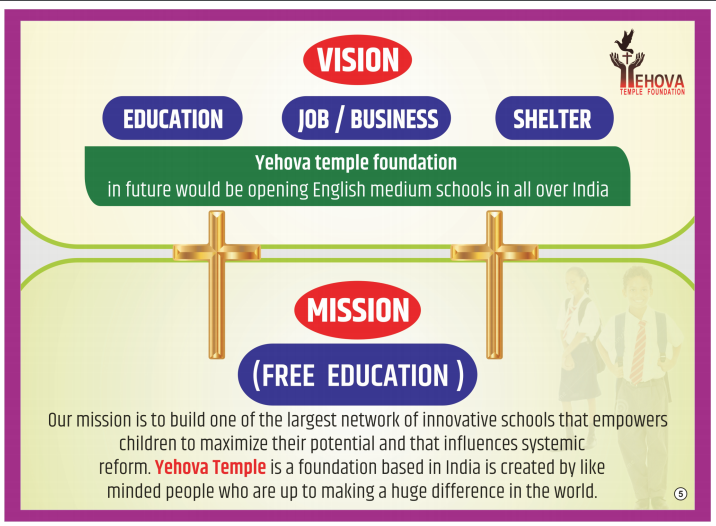 VISION
YEHOVA
TEMPLE FOUNDATION
EDUCATION
JOB / BUSINESS
SHELTER
Yehova temple foundation
in future would be opening English medium schools in all over India
MISSION
(FREE EDUCATION )
Our mission is to build one of the largest network of innovative schools that empowers
children to maximize their potential and that influences systemic
reform. Yehova Temple is a foundation based in India is created by like
minded people who are up to making a huge difference in the world.
5